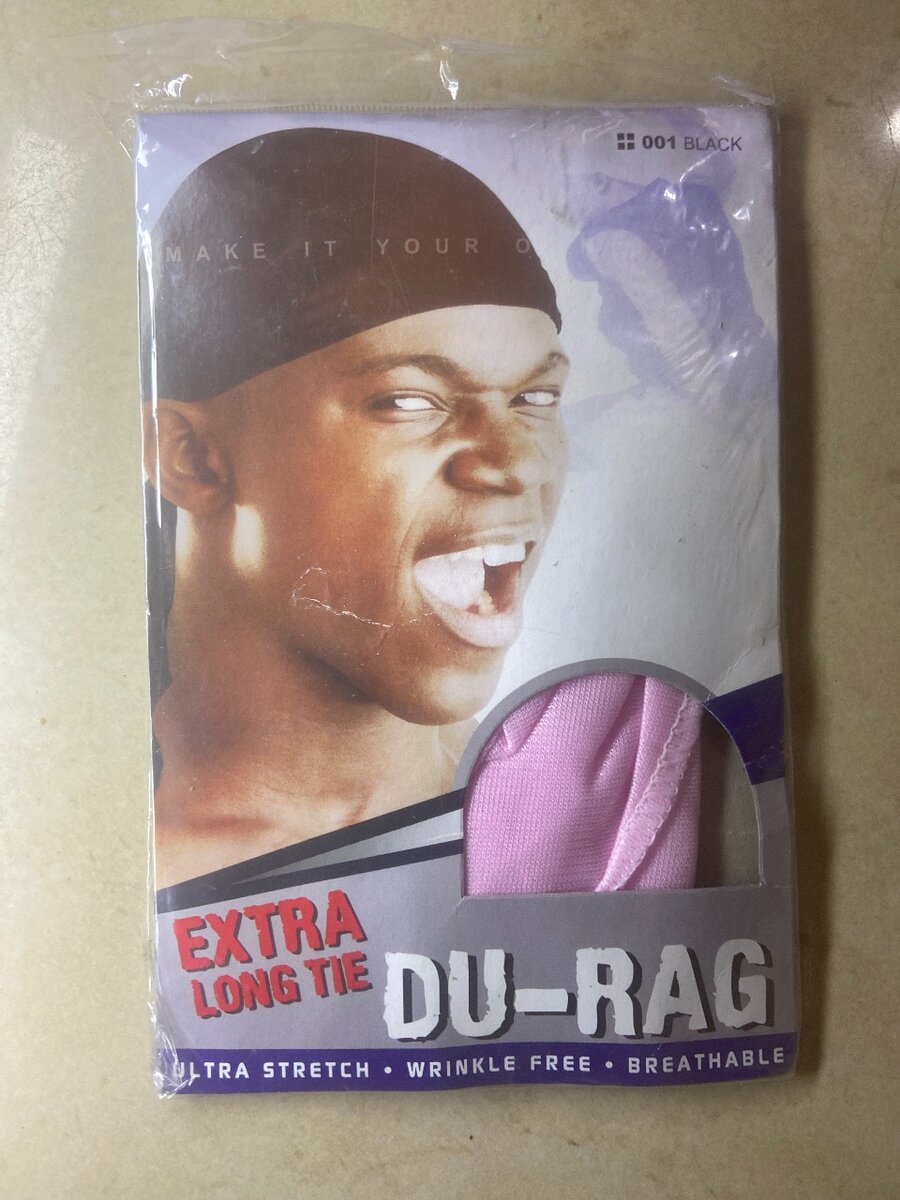 001 BLACK
MAKE IT YOUR O
EXTRA
LONG TIE
DU-RAG
ULTRA STRETCH • WRINKLE FREE • BREATHABLE